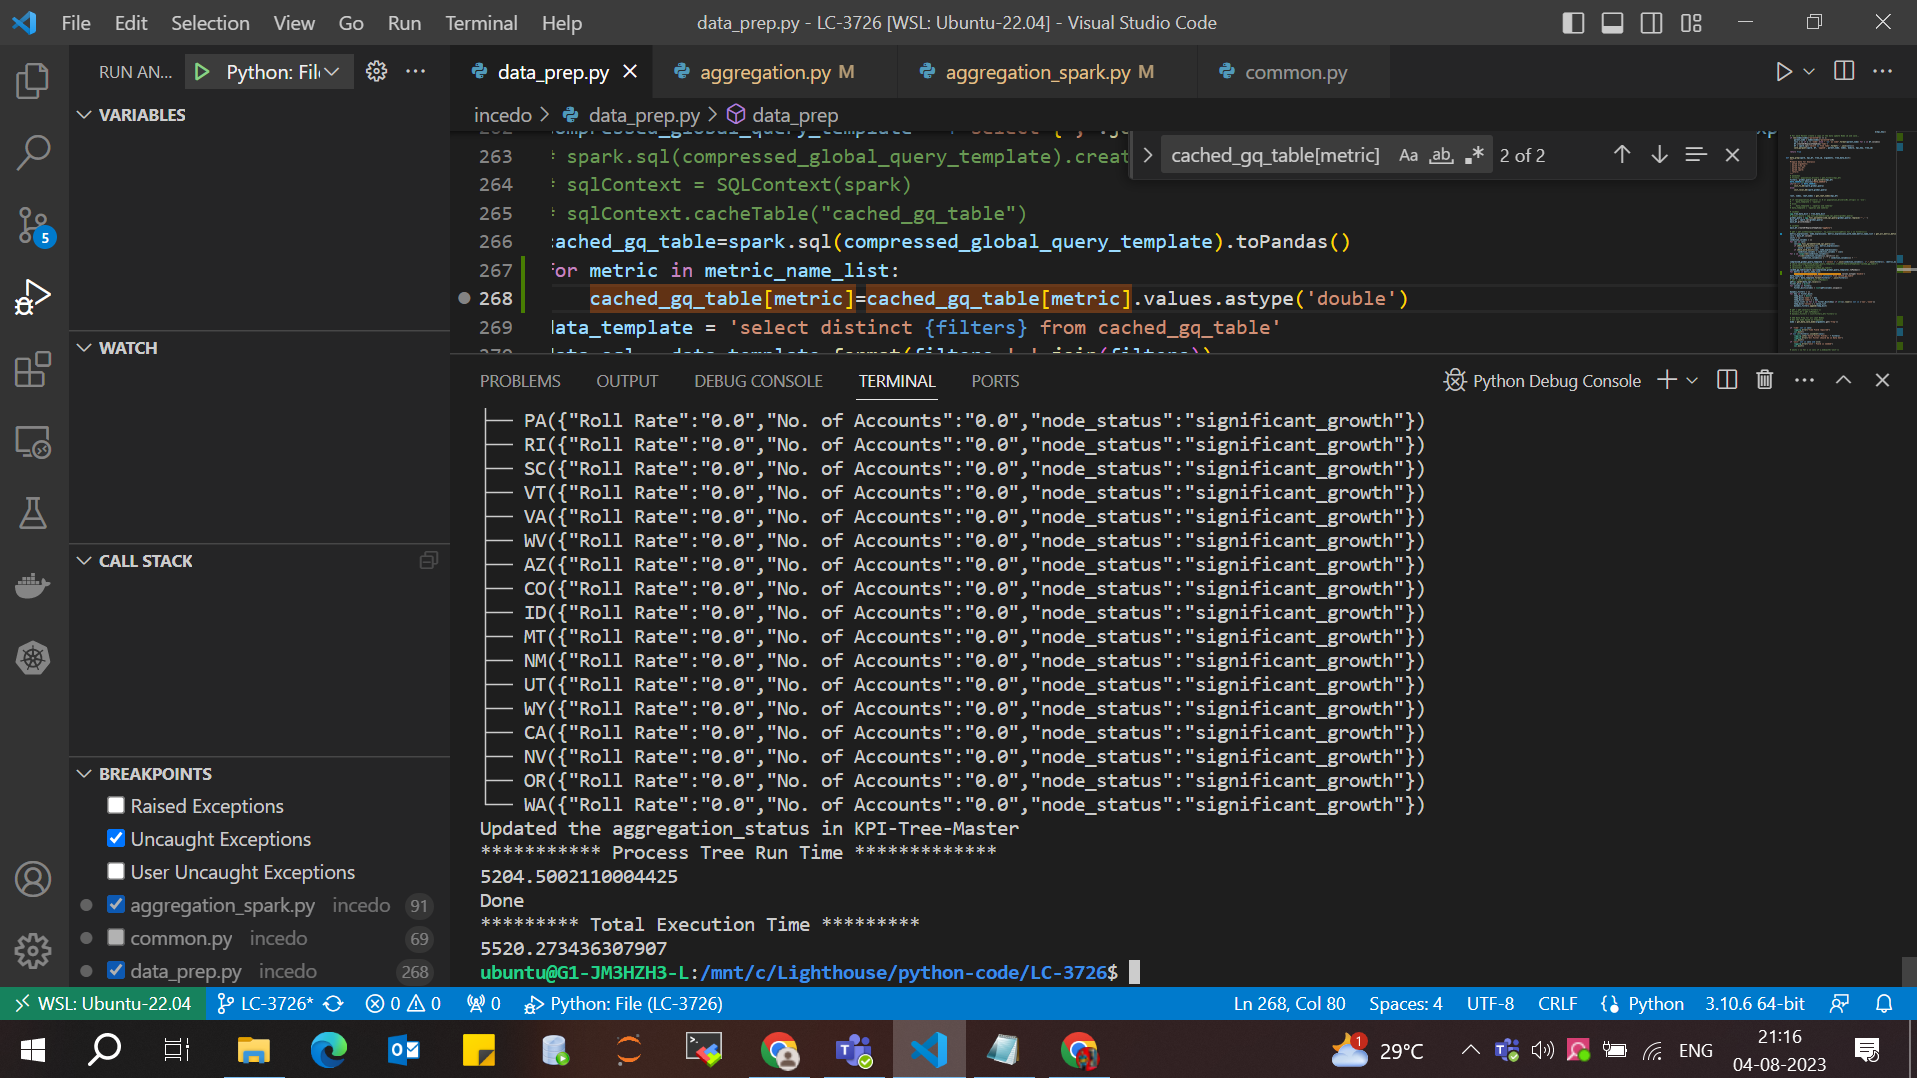 File Edit Selection View Go Run Terminal Help
data_prep.py - LC-3726 [WSL: Ubuntu-22.04] - Visual Studio Code
RUN AN... Python: Fil
data_prep.py
aggregation.py M
aggregation_spark.py M
common.py
VARIABLES
WATCH
CALL STACK
BREAKPOINTS
Raised Exceptions
Uncaught Exceptions
User Uncaught Exceptions
aggregation_spark.py incedo 91
common.py incedo 69
data_prep.py incedo 268
5
incedo > data_prep.py > data_prep
cached_gq_table[metric] Aa ab .* 2 of 2
263 * spark.sql(compressed_global_query_template).creat
264 * sqlContext = SQLContext(spark)
265 * sqlContext.cacheTable("cached_gq_table")
266 cached_gq_table=spark.sql(compressed_global_query_template).toPandas()
267 for metric in metric_name_list:
268 cached_gq_table[metric]=cached_gq_table[metric].values.astype('double')
269 data_template = 'select distinct {filters} from cached_gq_table'
PROBLEMS OUTPUT DEBUG CONSOLE TERMINAL PORTS
Python Debug Console
PA({"Roll Rate":"0.0","No. of Accounts":"0.0","node_status":"significant_growth"})
RI({"Roll Rate":"0.0","No. of Accounts":"0.0","node_status":"significant_growth"})
SC({"Roll Rate":"0.0","No. of Accounts":"0.0","node_status":"significant_growth"})
VT({"Roll Rate":"0.0","No. of Accounts":"0.0","node_status":"significant_growth"})
VA({"Roll Rate":"0.0","No. of Accounts":"0.0","node_status":"significant_growth"})
WV({"Roll Rate":"0.0","No. of Accounts":"0.0","node_status":"significant_growth"})
AZ({"Roll Rate":"0.0","No. of Accounts":"0.0","node_status":"significant_growth"})
CO({"Roll Rate":"0.0","No. of Accounts":"0.0","node_status":"significant_growth"})
ID({"Roll Rate":"0.0","No. of Accounts":"0.0","node_status":"significant_growth"})
MT({"Roll Rate":"0.0","No. of Accounts":"0.0","node_status":"significant_growth"})
NM({"Roll Rate":"0.0","No. of Accounts":"0.0","node_status":"significant_growth"})
UT({"Roll Rate":"0.0","No. of Accounts":"0.0","node_status":"significant_growth"})
WY({"Roll Rate":"0.0","No. of Accounts":"0.0","node_status":"significant_growth"})
CA({"Roll Rate":"0.0","No. of Accounts":"0.0","node_status":"significant_growth"})
NV({"Roll Rate":"0.0","No. of Accounts":"0.0","node_status":"significant_growth"})
OR({"Roll Rate":"0.0","No. of Accounts":"0.0","node_status":"significant_growth"})
WA({"Roll Rate":"0.0","No. of Accounts":"0.0","node_status":"significant_growth"})
Updated the aggregation_status in KPI-Tree-Master
*********** Process Tree Run Time *************
5204.5002110004425
Done
********* Total Execution Time *********
5520.273436307907
ubuntu@G1-JM3HZH3-L:/mnt/c/Lighthouse/python-code/LC-3726$
WSL: Ubuntu-22.04 LC-3726* 0 0 0 Python: File (LC-3726)
Ln 268, Col 80 Spaces: 4 UTF-8 CRLF Python 3.10.6 64-bit
1 29°C ENG 21:16
04-08-2023